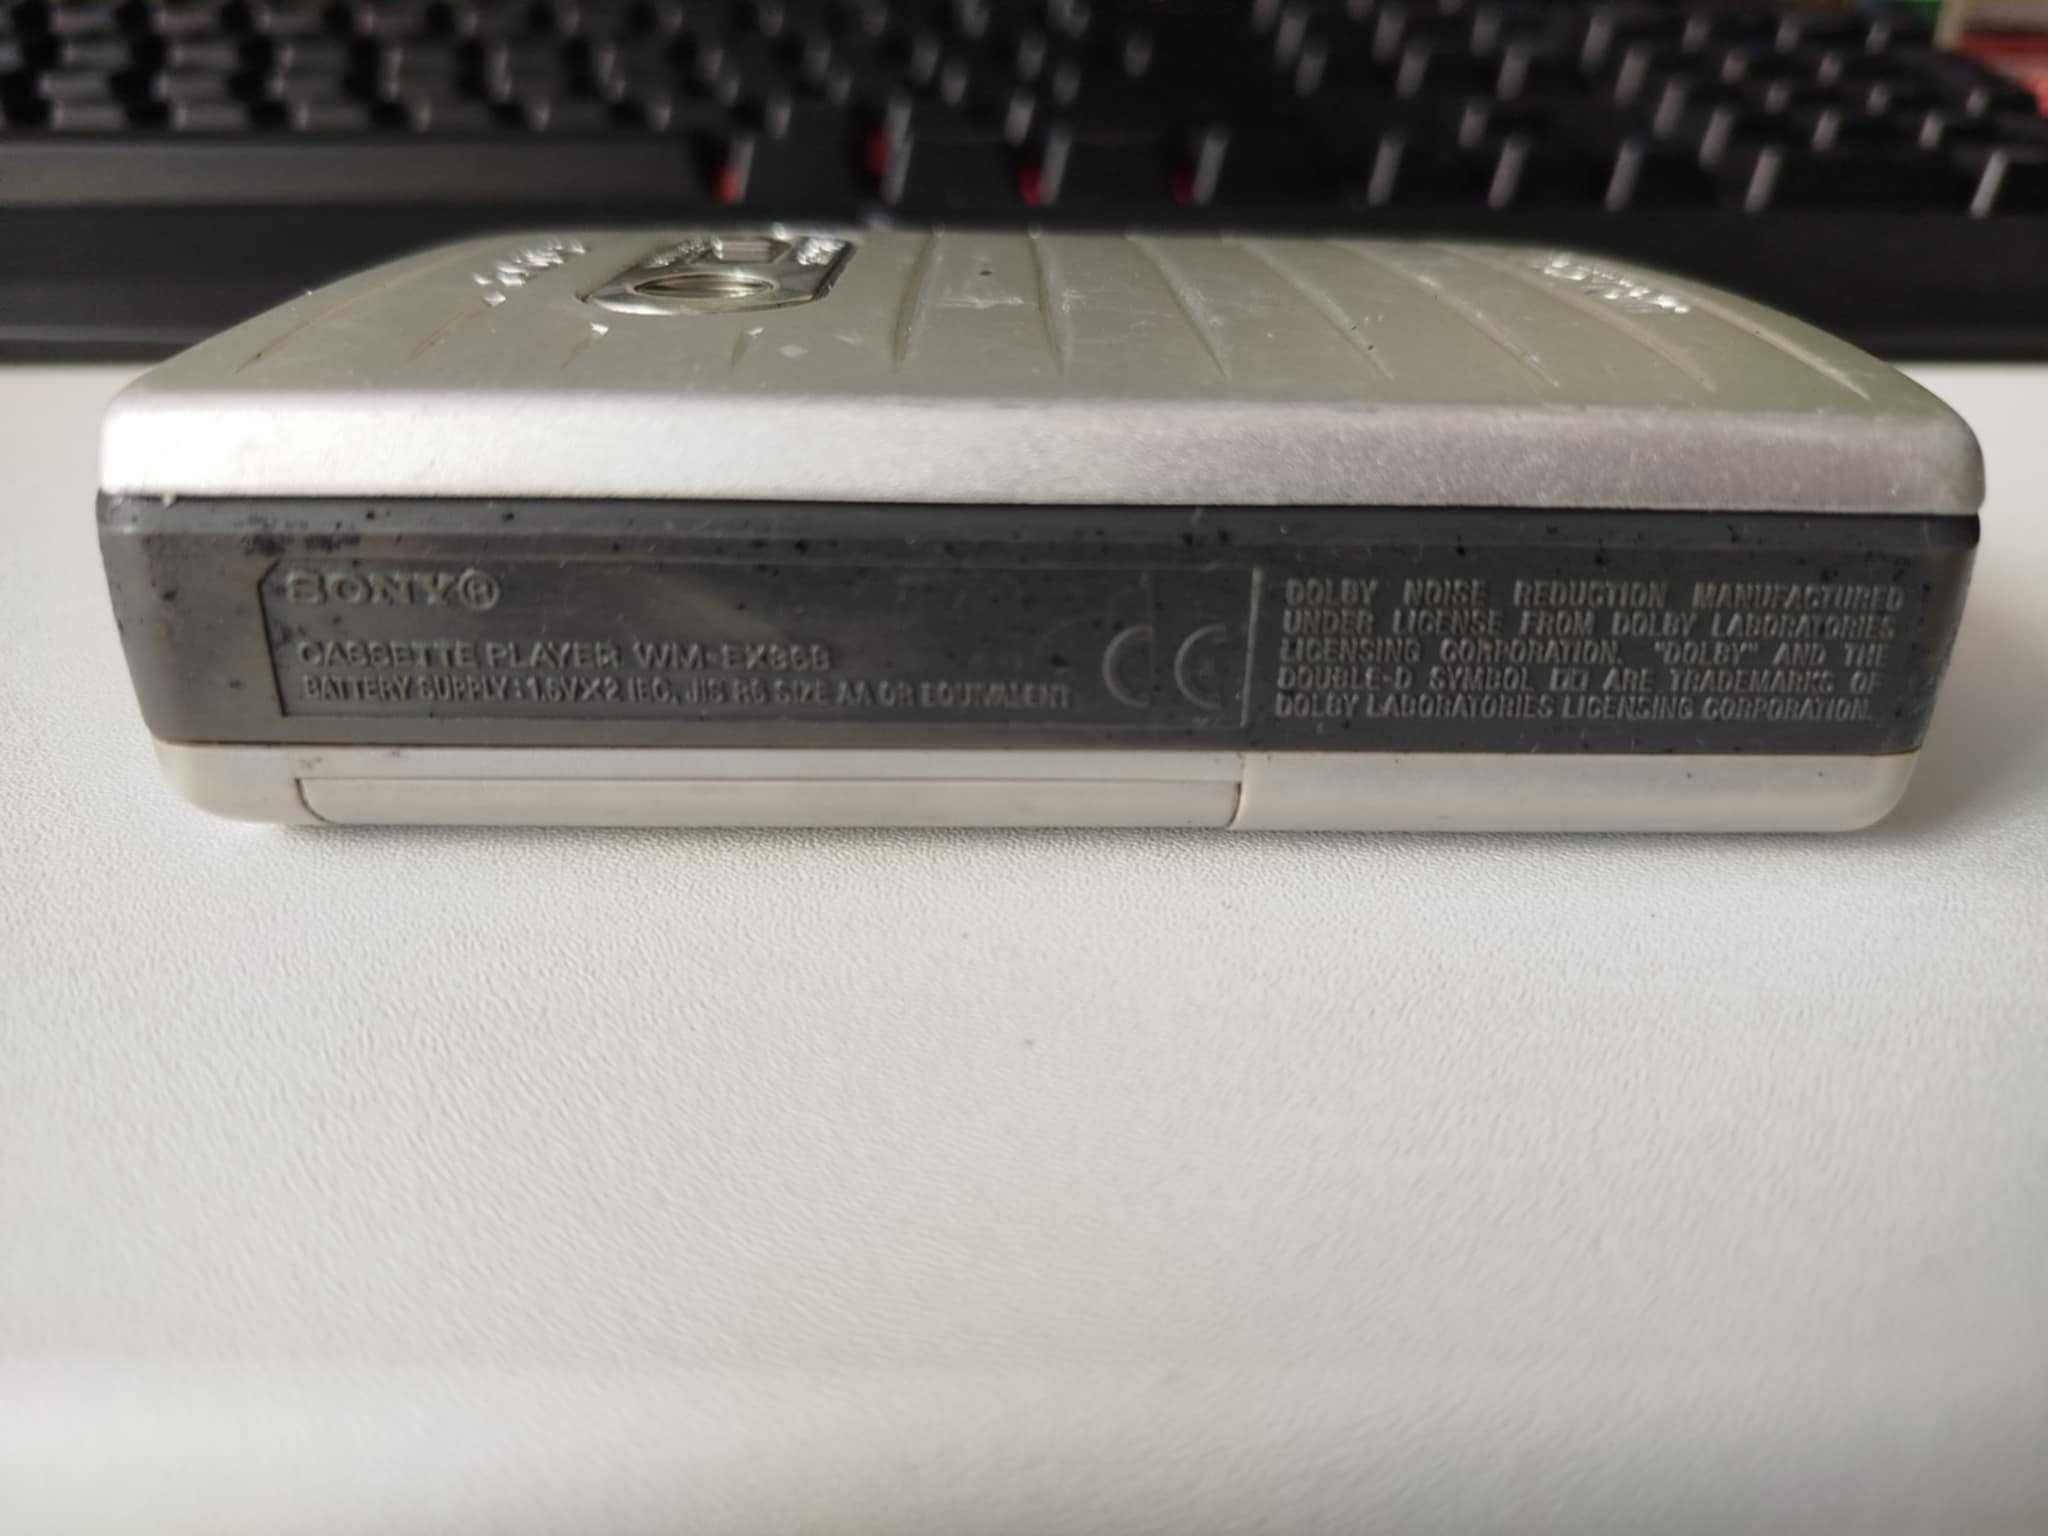 SONY®
CASSETTE PLAYER WM-EX368
BATTERY SUPPLY: 1.5V×2 IEC, JIS R6 SIZE AA OR EQUIVALENT
CE
DOLBY NOISE REDUCTION MANUFACTURED
UNDER LICENSE FROM DOLBY LABORATORIES
LICENSING CORPORATION. "DOLBY" AND THE
DOUBLE-D SYMBOL ARE TRADEMARKS OF
DOLBY LABORATORIES LICENSING CORPORATION.